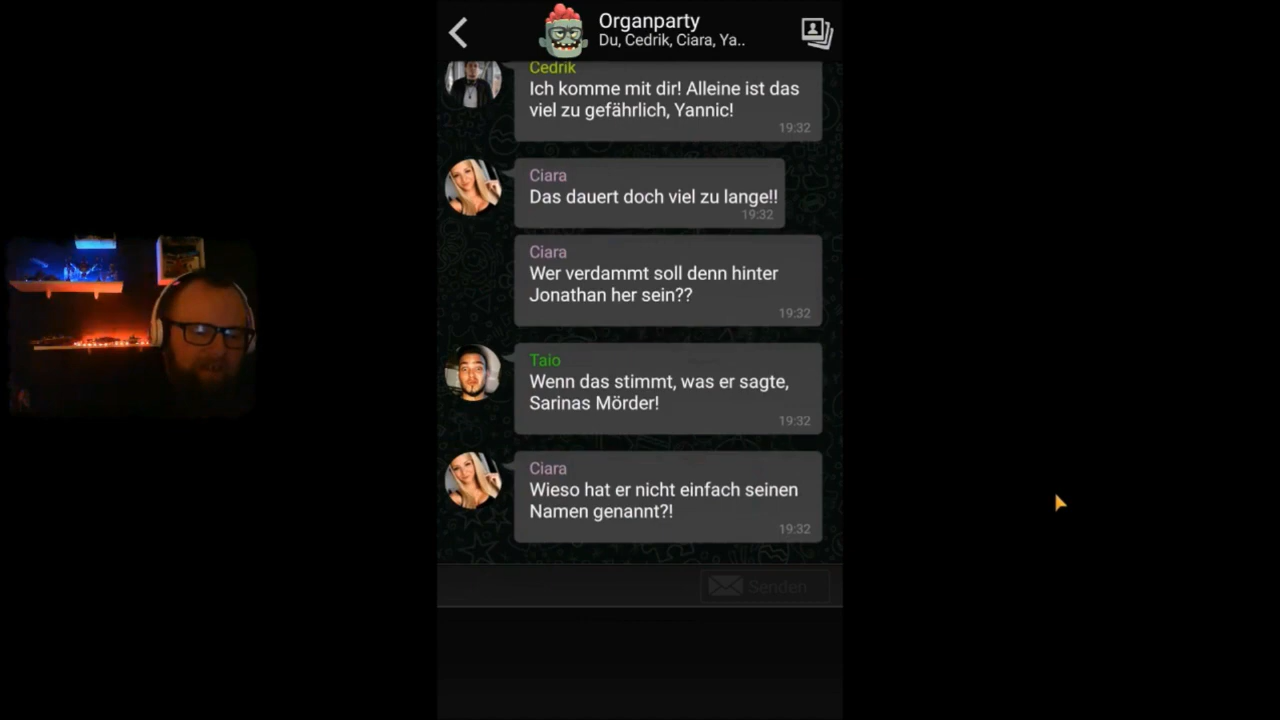 Organparty
Du, Cedrik, Ciara, Ya..
Cedrik
Ich komme mit dir! Alleine ist das
viel zu gefährlich, Yannic!
19:32
Ciara
Das dauert doch viel zu lange!!
19:32
Ciara
Wer verdammt soll denn hinter
Jonathan her sein??
19:32
Taio
Wenn das stimmt, was er sagte,
Sarinas Mörder!
19:32
Ciara
Wieso hat er nicht einfach seinen
Namen genannt?!
19:32
Senden